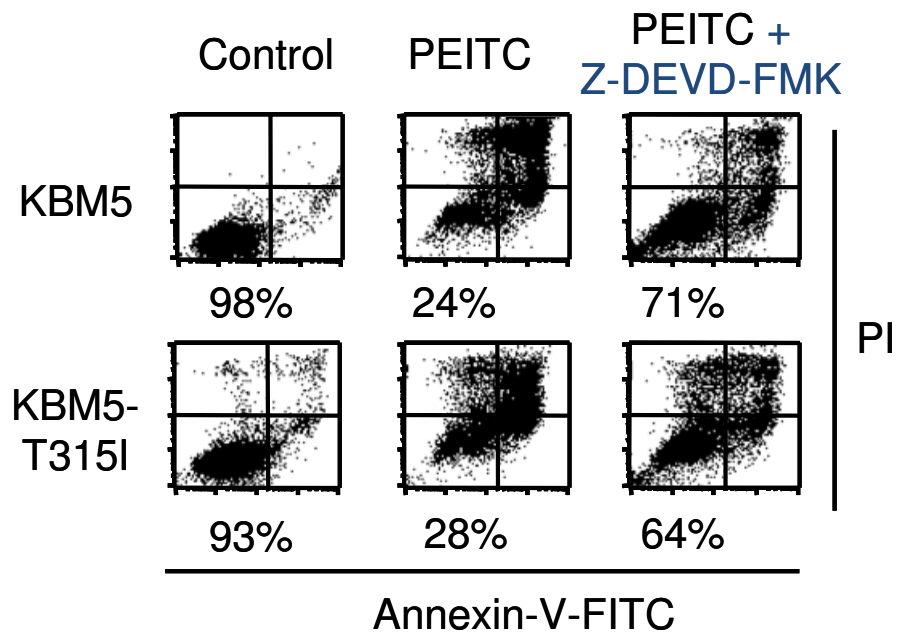 Control
PEITC
PEITC +
Z-DEVD-FMK
KBM5
98%
24%
71%
PI
KBM5-
T315I
93%
28%
64%
Annexin-V-FITC